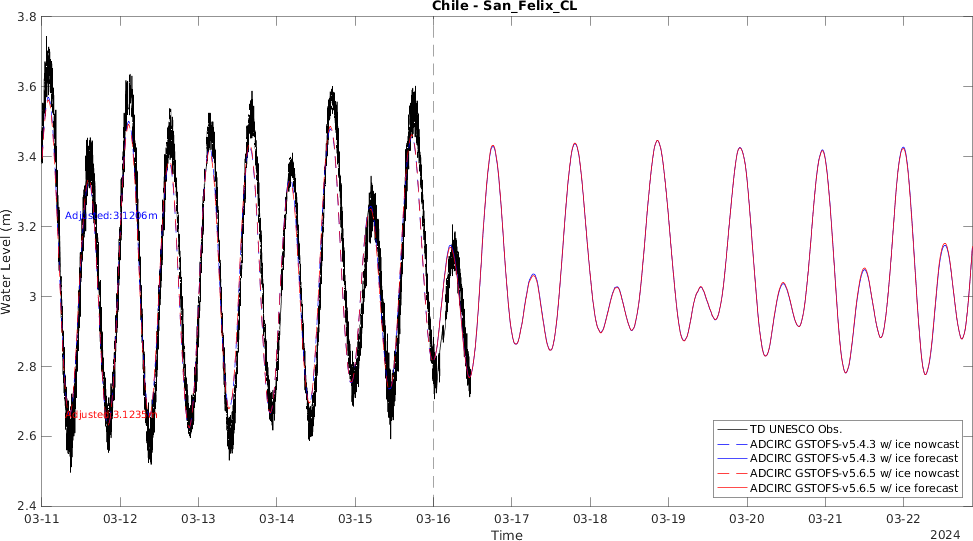 Chile - San_Felix_CL
3.8
3.6
3.4
3.2
3
2.8
2.6
2.4
Water Level (m)
Adjusted:3.1206m
Adjusted:3.1235m
TD UNESCO Obs.
ADCIRC GSTOFS-v5.4.3 w/ ice nowcast
ADCIRC GSTOFS-v5.4.3 w/ ice forecast
ADCIRC GSTOFS-v5.6.5 w/ ice nowcast
ADCIRC GSTOFS-v5.6.5 w/ ice forecast
03-11 03-12 03-13 03-14 03-15 03-16 03-17 03-18 03-19 03-20 03-21 03-22
Time
2024